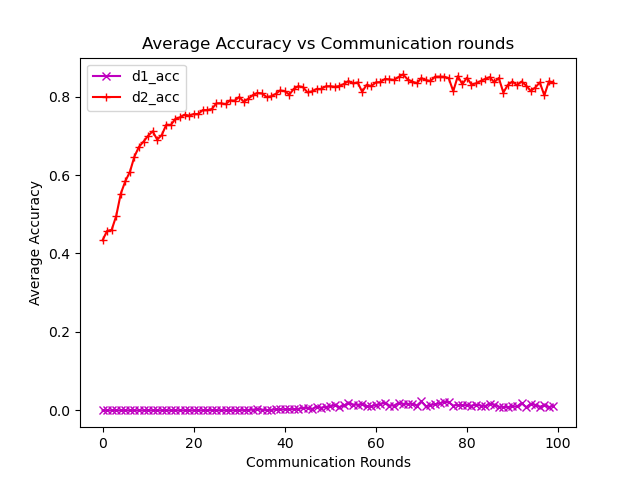 Average Accuracy vs Communication rounds
d1_acc
d2_acc
0.8
0.6
0.4
0.2
0.0
Average Accuracy
0 20 40 60 80 100
Communication Rounds